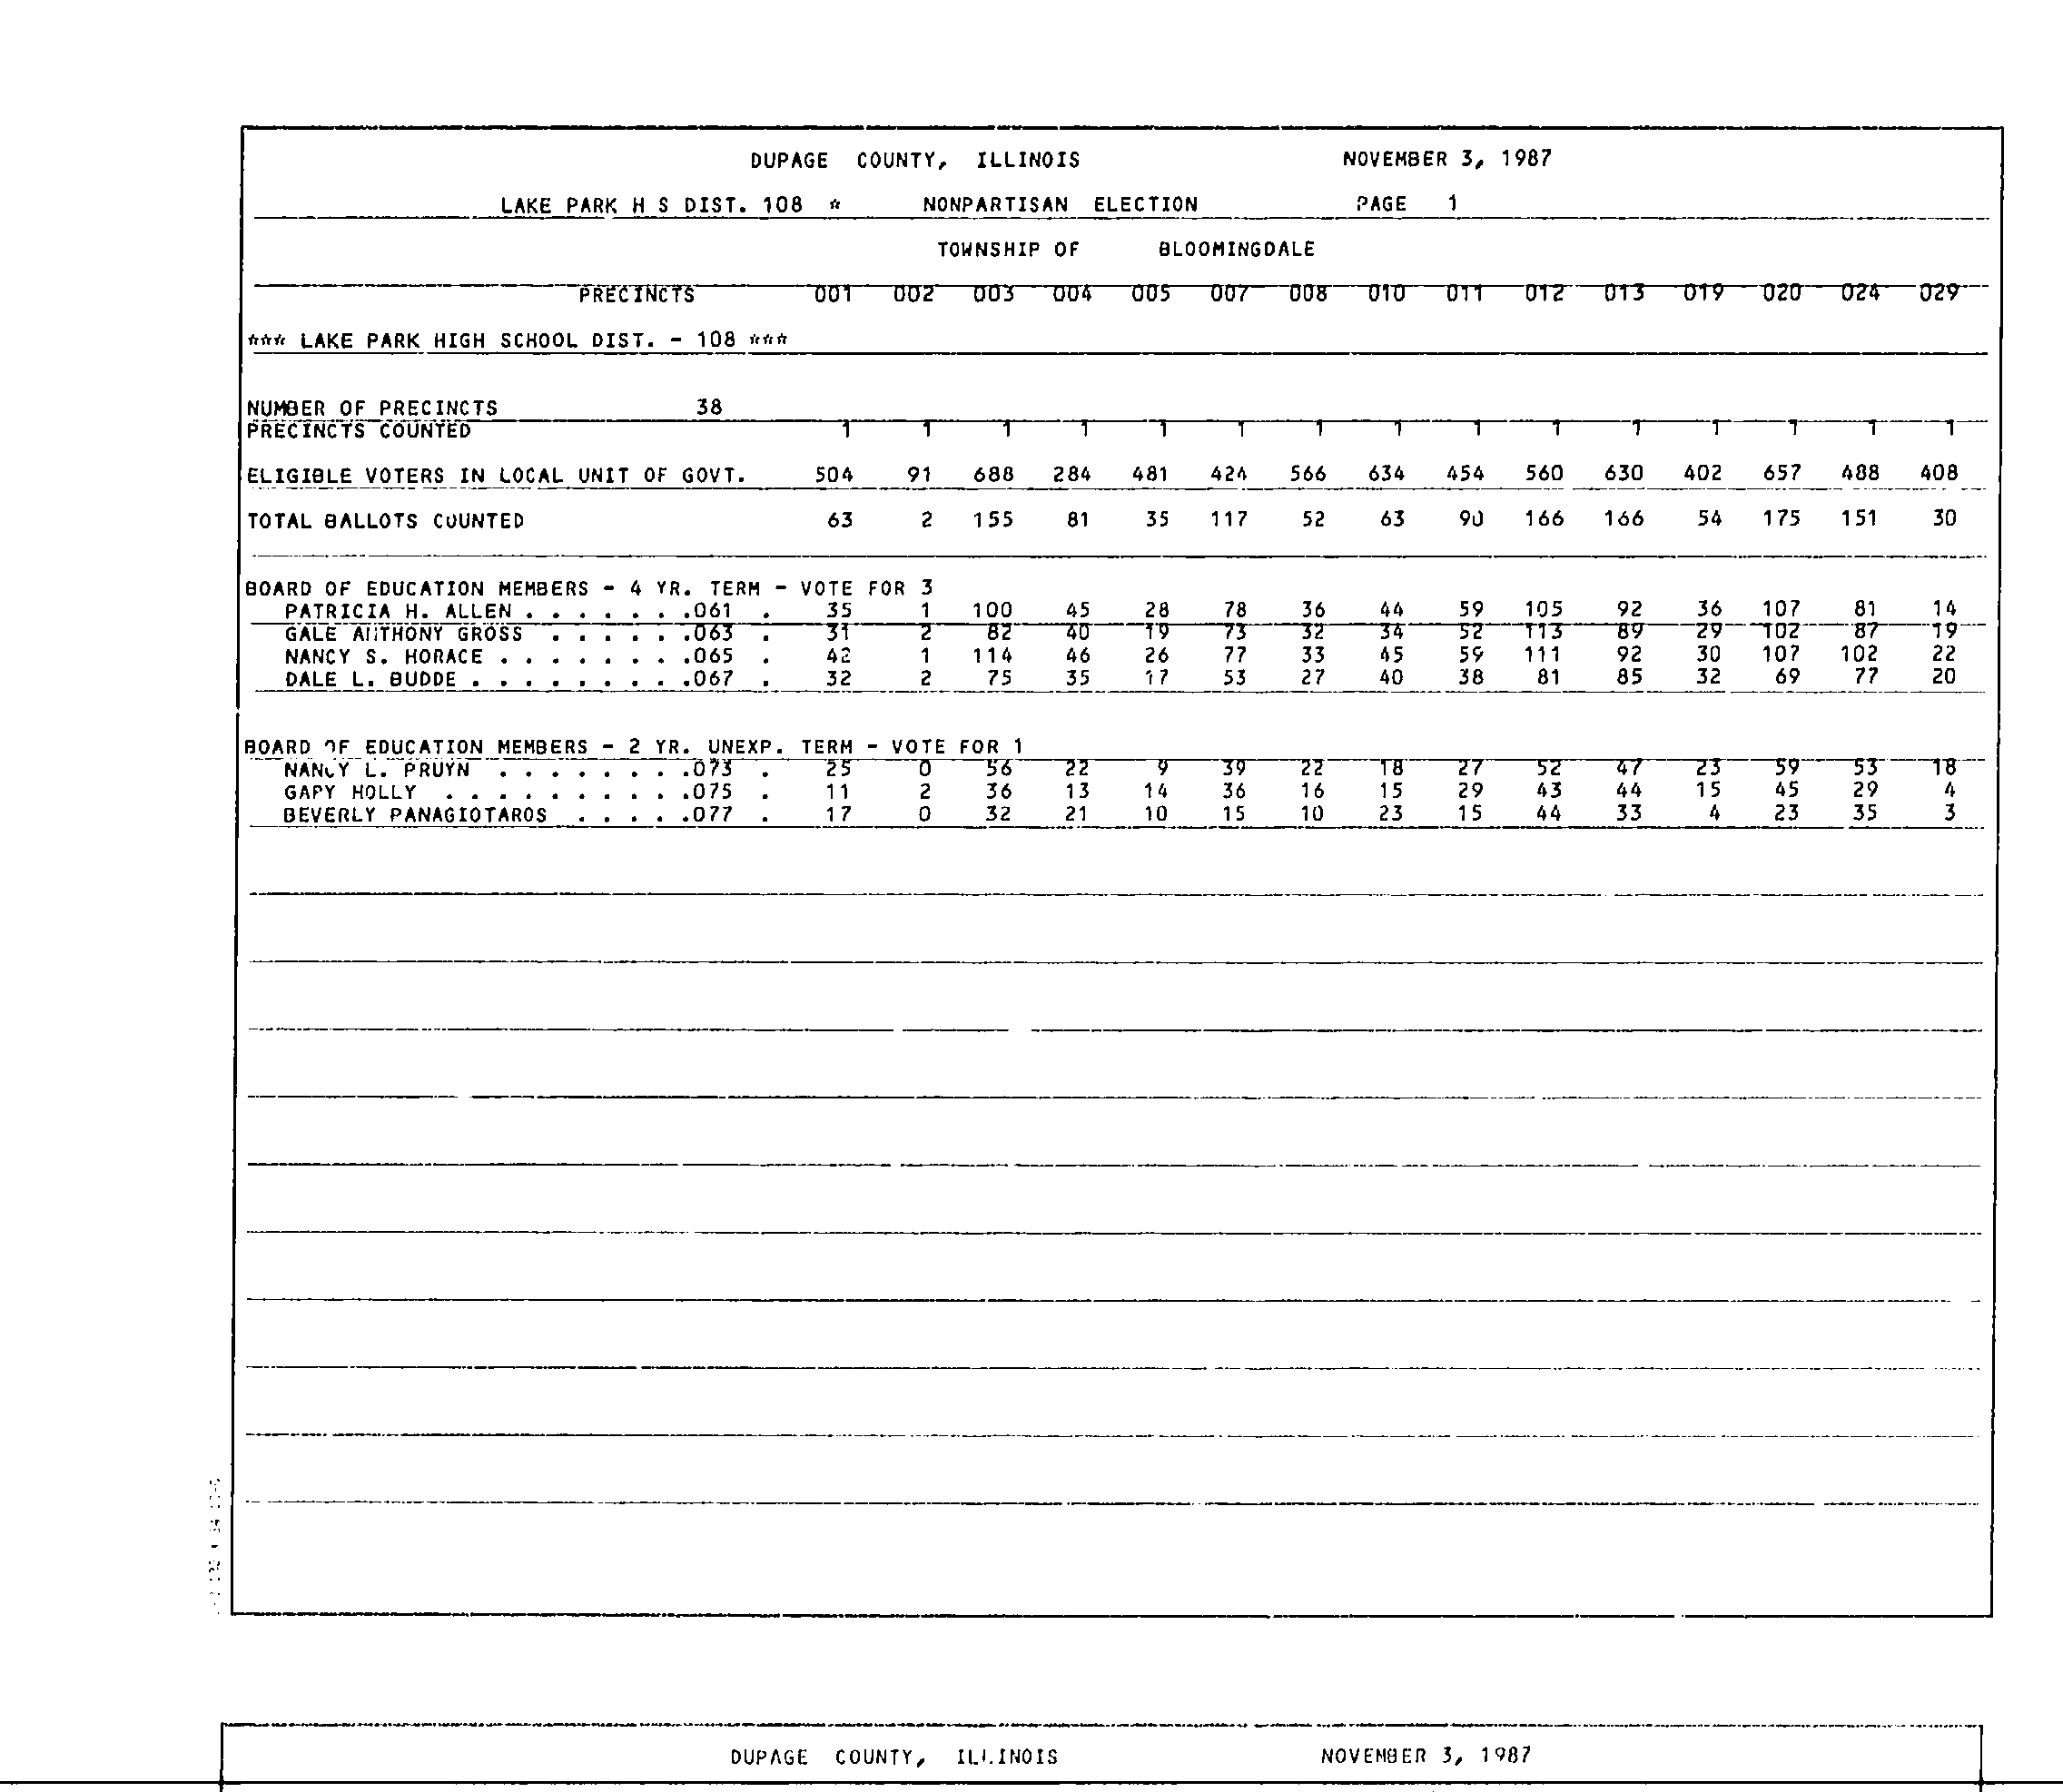 DUPAGE COUNTY, ILLINOIS NOVEMBER 3, 1987
LAKE PARK H S DIST. 108 * NONPARTISAN ELECTION PAGE 1
TOWNSHIP OF BLOOMINGDALE
PRECINCTS 001 002 003 004 005 007 008 010 011 012 013 019 020 024 029
*** LAKE PARK HIGH SCHOOL DIST. - 108 ***
NUMBER OF PRECINCTS 38
PRECINCTS COUNTED 1 1 1 1 1 1 1 1 1 1 1 1 1 1 1
ELIGIBLE VOTERS IN LOCAL UNIT OF GOVT. 504 91 688 284 481 424 566 634 454 560 630 402 657 488 408
TOTAL BALLOTS COUNTED 63 2 155 81 35 117 52 63 90 166 166 54 175 151 30
BOARD OF EDUCATION MEMBERS - 4 YR. TERM - VOTE FOR 3
PATRICIA H. ALLEN . . . . . . .061 . 35 1 100 45 28 78 36 44 59 105 92 36 107 81 14
GALE ANTHONY GROSS . . . . . .063 . 31 2 82 40 19 73 32 34 52 113 89 29 102 87 19
NANCY S. HORACE . . . . . . . .065 . 42 1 114 46 26 77 33 45 59 111 92 30 107 102 22
DALE L. BUDDE . . . . . . . . .067 . 32 2 75 35 17 53 27 40 38 81 85 32 69 77 20
BOARD OF EDUCATION MEMBERS - 2 YR. UNEXP. TERM - VOTE FOR 1
NANCY L. PRUYN . . . . . . . .073 . 25 0 56 22 9 39 22 18 27 52 47 23 59 53 18
GAPY HOLLY . . . . . . . . . .075 . 11 2 36 13 14 36 16 15 29 43 44 15 45 29 4
BEVERLY PANAGIOTAROS . . . . .077 . 17 0 32 21 10 15 10 23 15 44 33 4 23 35 3
DUPAGE COUNTY, ILLINOIS NOVEMBER 3, 1987